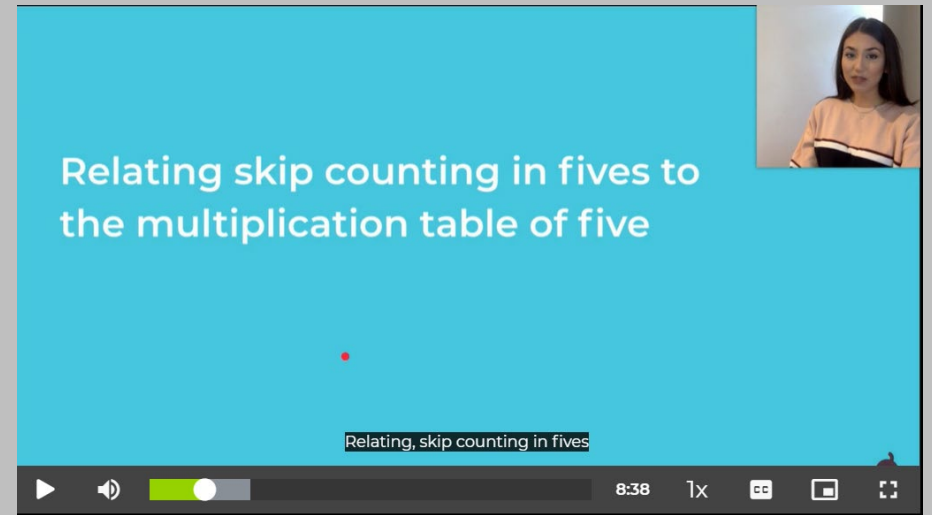 Relating skip counting in fives to
the multiplication table of five
Relating, skip counting in fives
8:38 1x CC